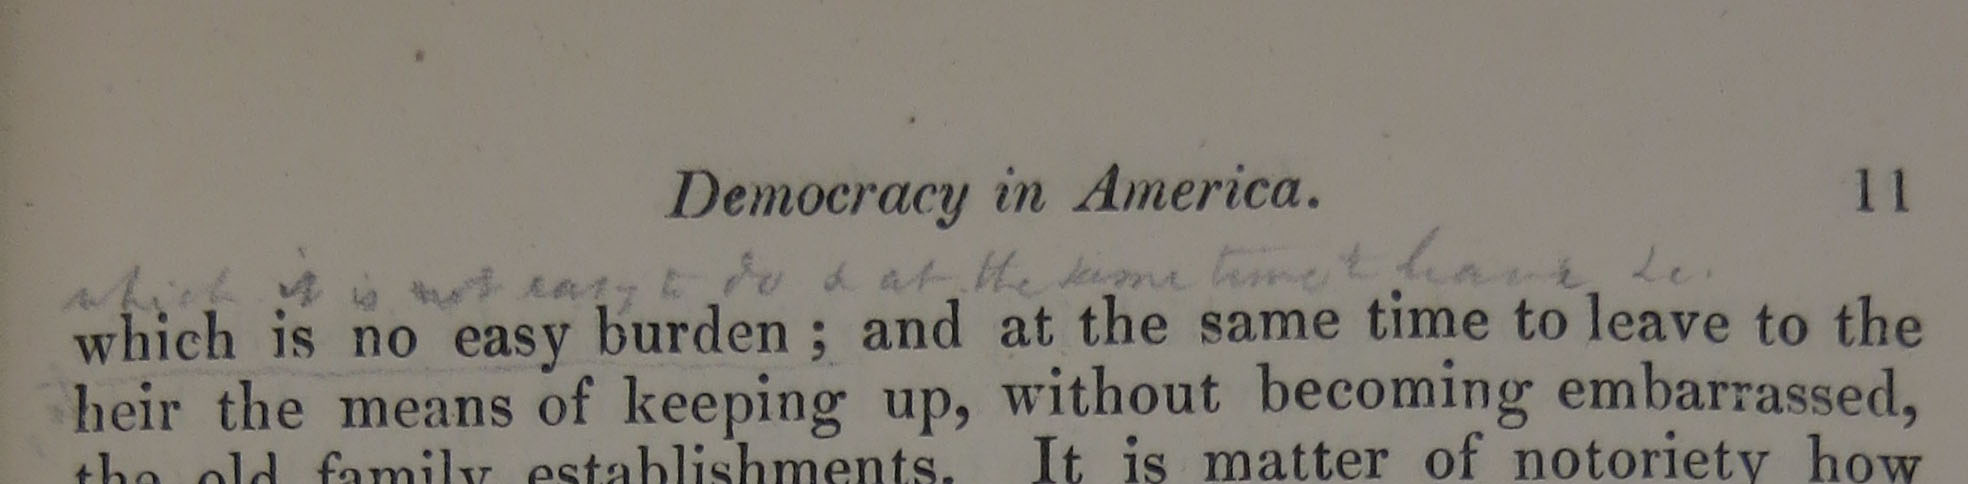 Democracy in America. 11
which it is not easy to do & at the same time to leave &c.
which is no easy burden ; and at the same time to leave to the
heir the means of keeping up, without becoming embarrassed,
the old family establishments. It is matter of notoriety how